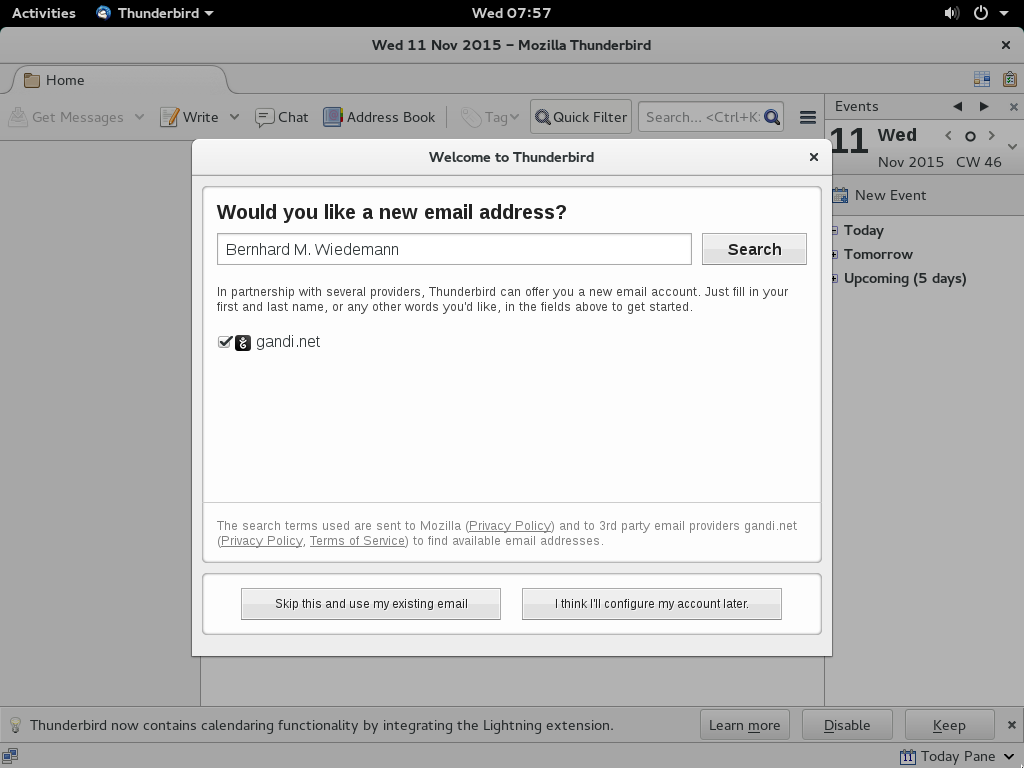 Activities Thunderbird Wed 07:57
Wed 11 Nov 2015 – Mozilla Thunderbird
Home
Get Messages Write Chat Address Book Tag Quick Filter Search... <Ctrl+K>
Events
11 Wed
Nov 2015 CW 46
New Event
Today
Tomorrow
Upcoming (5 days)
Welcome to Thunderbird
Would you like a new email address?
Bernhard M. Wiedemann Search
In partnership with several providers, Thunderbird can offer you a new email account. Just fill in your
first and last name, or any other words you'd like, in the fields above to get started.
gandi.net
The search terms used are sent to Mozilla (Privacy Policy) and to 3rd party email providers gandi.net
(Privacy Policy, Terms of Service) to find available email addresses.
Skip this and use my existing email I think I'll configure my account later.
Thunderbird now contains calendaring functionality by integrating the Lightning extension. Learn more Disable Keep
11 Today Pane